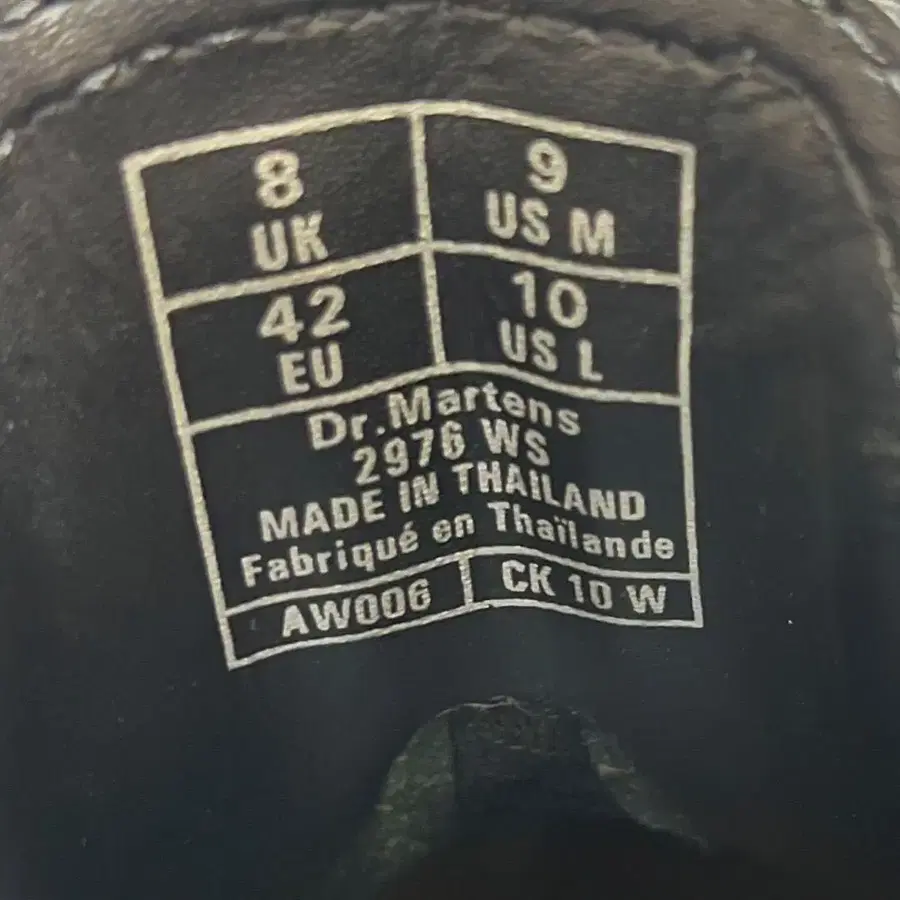 8 UK
9 US M
42 EU
10 US L
Dr.Martens
2976 WS
MADE IN THAILAND
Fabriqué en Thaïlande
AW006
CK 10 W